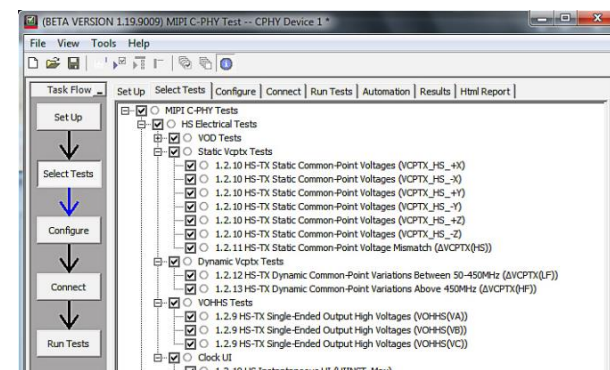 (BETA VERSION 1.19.9009) MIPI C-PHY Test -- CPHY Device 1 *
File View Tools Help
Task Flow
Set Up Select Tests Configure Connect Run Tests Automation Results Html Report
Set Up
Select Tests
Configure
Connect
Run Tests
MIPI C-PHY Tests
HS Electrical Tests
VOD Tests
Static Vcptx Tests
1.2.10 HS-TX Static Common-Point Voltages (VCPTX_HS_+X)
1.2.10 HS-TX Static Common-Point Voltages (VCPTX_HS_-X)
1.2.10 HS-TX Static Common-Point Voltages (VCPTX_HS_+Y)
1.2.10 HS-TX Static Common-Point Voltages (VCPTX_HS_-Y)
1.2.10 HS-TX Static Common-Point Voltages (VCPTX_HS_+Z)
1.2.10 HS-TX Static Common-Point Voltages (VCPTX_HS_-Z)
1.2.11 HS-TX Static Common-Point Voltage Mismatch (ΔVCPTX(HS))
Dynamic Vcptx Tests
1.2.12 HS-TX Dynamic Common-Point Variations Between 50-450MHz (ΔVCPTX(LF))
1.2.13 HS-TX Dynamic Common-Point Variations Above 450MHz (ΔVCPTX(HF))
VOHHS Tests
1.2.9 HS-TX Single-Ended Output High Voltages (VOHHS(VA))
1.2.9 HS-TX Single-Ended Output High Voltages (VOHHS(VB))
1.2.9 HS-TX Single-Ended Output High Voltages (VOHHS(VC))
Clock UI